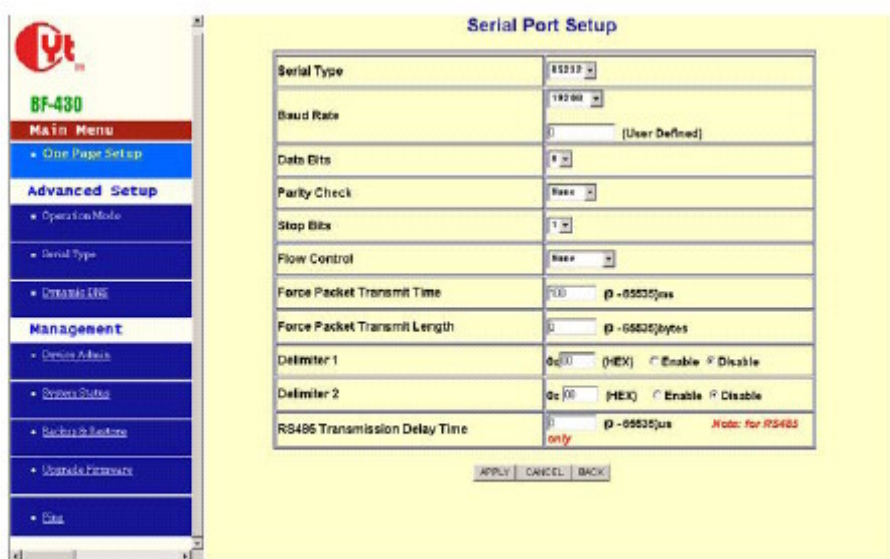 Yt
BF-430
Main Menu
One Page Setup
Advanced Setup
Operation Mode
Serial Type
Dynamic DNS
Management
Device Admin
System Status
Backup & Restore
Upgrade Firmware
Ping
Serial Port Setup
Serial Type RS232
Baud Rate 19200
0 (User Defined)
Data Bits 8
Parity Check None
Stop Bits 1
Flow Control None
Force Packet Transmit Time 100 (0 ~65535)ms
Force Packet Transmit Length 0 (0 ~65535)bytes
Delimiter 1 0x 00 (HEX) Enable Disable
Delimiter 2 0x 00 (HEX) Enable Disable
RS485 Transmission Delay Time 0 (0 ~65535)us Note: for RS485
only
APPLY CANCEL BACK